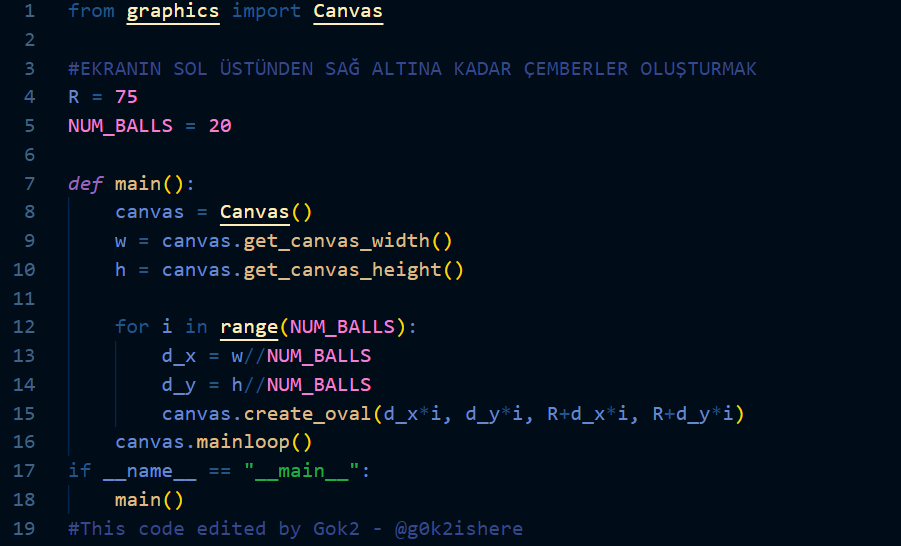 1 from graphics import Canvas
2
3 #EKRANIN SOL ÜSTÜNDEN SAĞ ALTINA KADAR ÇEMBERLER OLUŞTURMAK
4 R = 75
5 NUM_BALLS = 20
6
7 def main():
8     canvas = Canvas()
9     w = canvas.get_canvas_width()
10     h = canvas.get_canvas_height()
11
12     for i in range(NUM_BALLS):
13         d_x = w//NUM_BALLS
14         d_y = h//NUM_BALLS
15         canvas.create_oval(d_x*i, d_y*i, R+d_x*i, R+d_y*i)
16     canvas.mainloop()
17 if __name__ == "__main__":
18     main()
19 #This code edited by Gok2 - @g0k2ishere